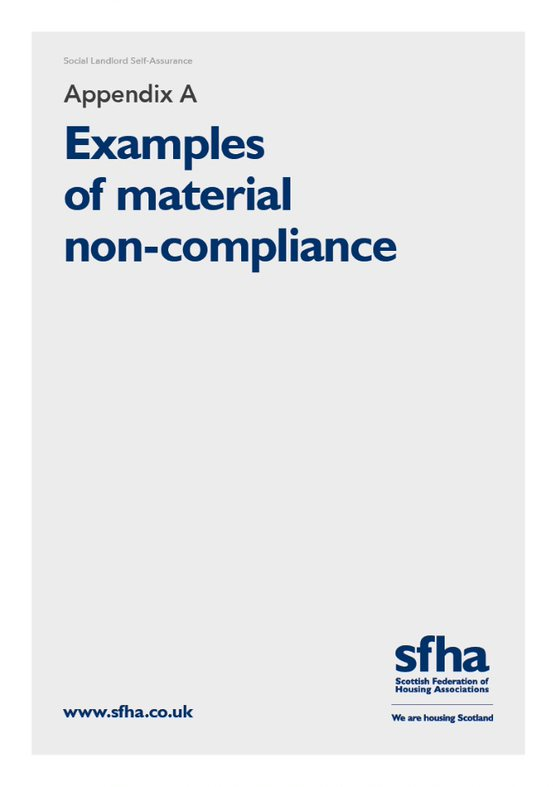 Social Landlord Self-Assurance
Appendix A
Examples
of material
non-compliance
sfha
Scottish Federation of
Housing Associations
www.sfha.co.uk
We are housing Scotland